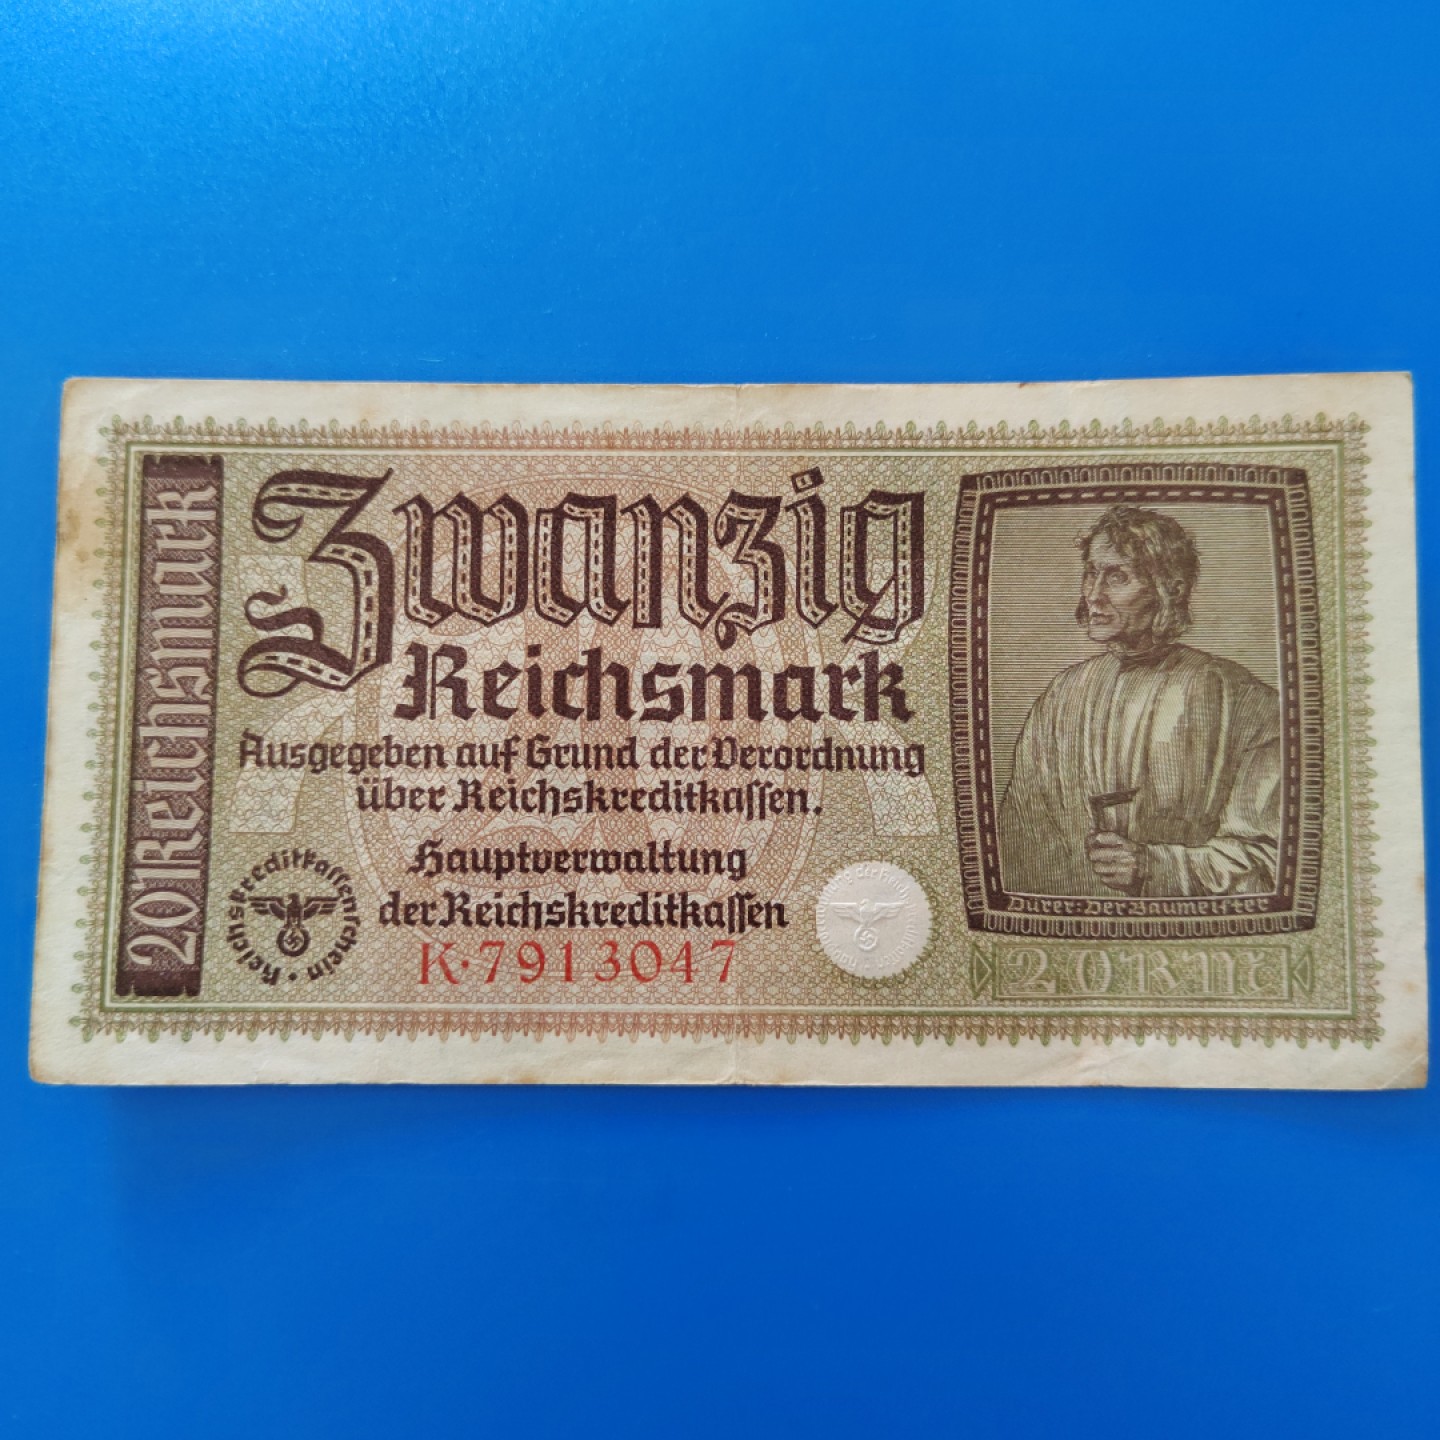 20 Reichsmark
Zwanzig
Reichsmark
Ausgegeben auf Grund der Verordnung
über Reichskreditkassen.
Hauptverwaltung
der Reichskreditkassen
K·7913047
Reichskreditkassenschein
Dürer: Der Baumeister
20 RM